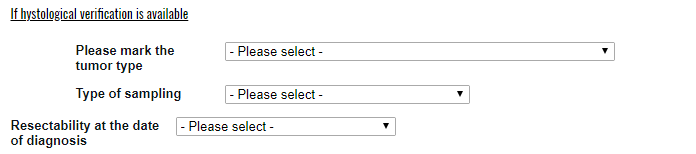 If hystological verification is available
Please mark the - Please select -
tumor type
Type of sampling - Please select -
Resectability at the date - Please select -
of diagnosis